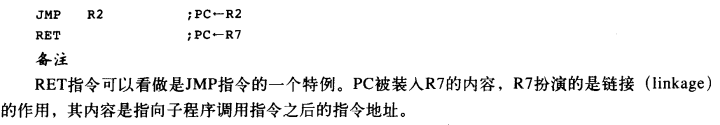 JMP R2 ;PC←R2
RET ;PC←R7
备注
RET指令可以看做是JMP指令的一个特例。PC被装入R7的内容，R7扮演的是链接（linkage）
的作用，其内容是指向子程序调用指令之后的指令地址。